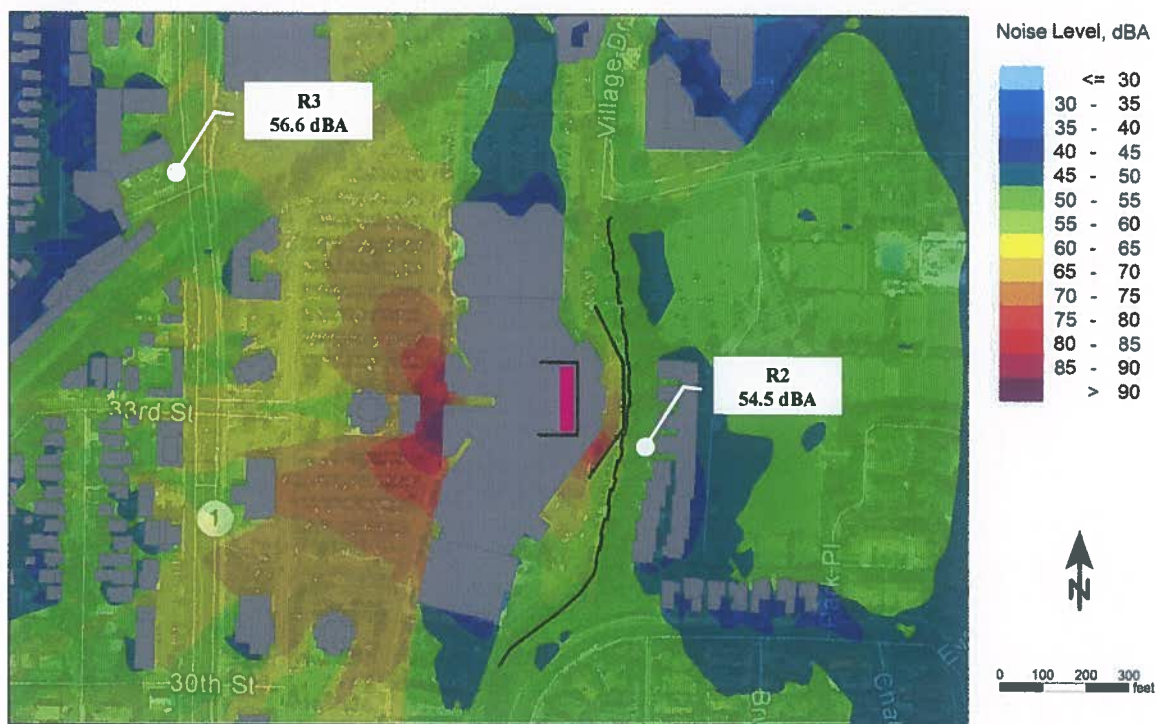 Noise Level, dBA
<= 30
30 - 35
35 - 40
40 - 45
45 - 50
50 - 55
55 - 60
60 - 65
65 - 70
70 - 75
75 - 80
80 - 85
85 - 90
> 90
R3
56.6 dBA
Village Dr
R2
54.5 dBA
33rd St
1
Park Pl
30th St
N
0 100 200 300
feet